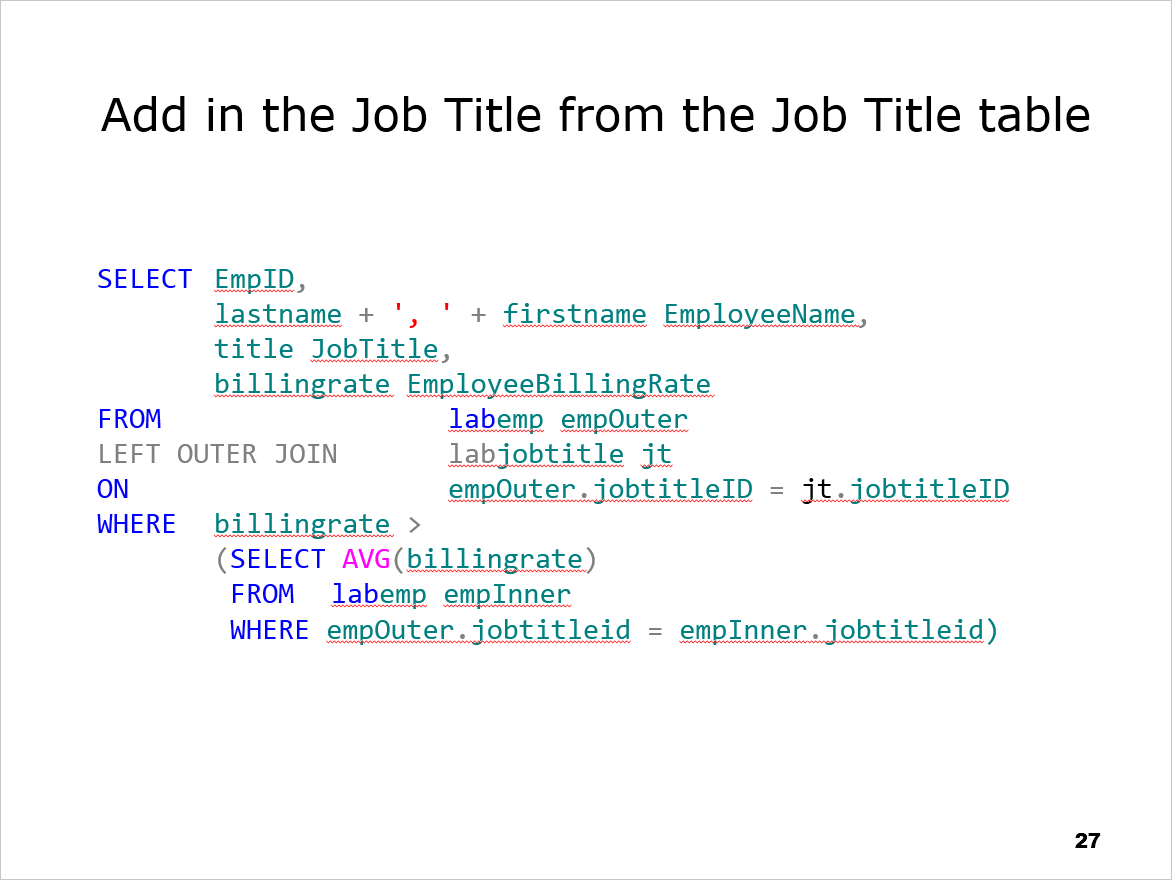 Add in the Job Title from the Job Title table
SELECT EmpID,
lastname + ', ' + firstname EmployeeName,
title JobTitle,
billingrate EmployeeBillingRate
FROM labemp empOuter
LEFT OUTER JOIN labjobtitle jt
ON empOuter.jobtitleID = jt.jobtitleID
WHERE billingrate >
(SELECT AVG(billingrate)
FROM labemp empInner
WHERE empOuter.jobtitleid = empInner.jobtitleid)
27